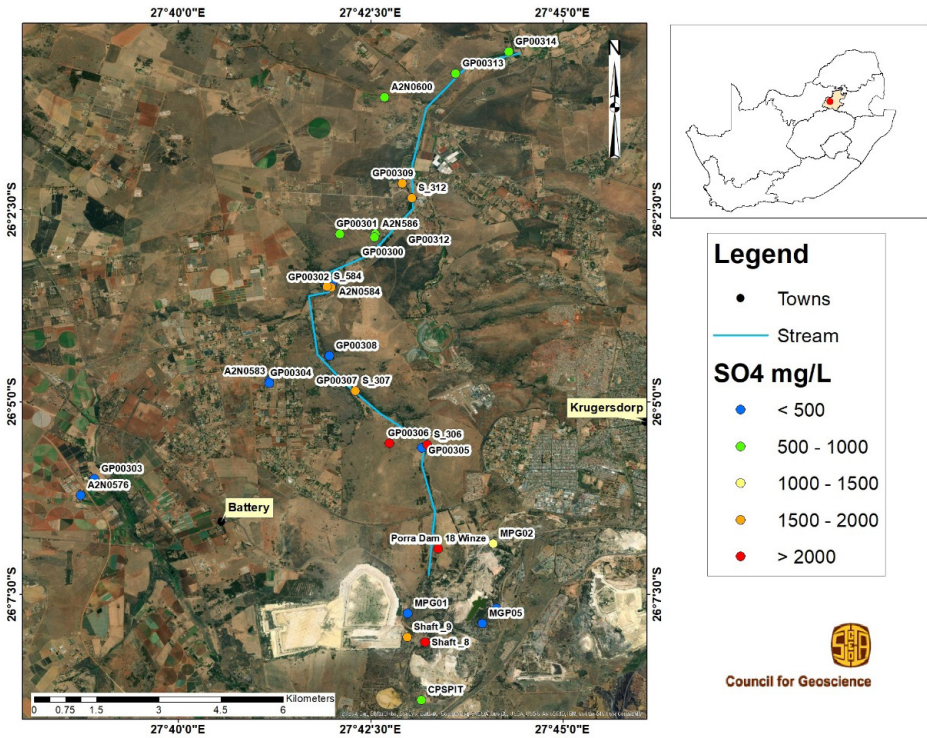 27°40'0"E
27°42'30"E
27°45'0"E
GP00314
GP00313
A2N0600
N
GP00309
S_312
26°2'30"S
26°2'30"S
GP00301
A2N586
GP00312
GP00300
GP00302
S_584
A2N0584
GP00308
A2N0583
GP00304
GP00307
S_307
26°5'0"S
26°5'0"S
Krugersdorp
GP00306
S_306
GP00305
GP00303
A2N0576
Battery
Porra Dam
18 Winze
MPG02
26°7'30"S
26°7'30"S
MPG01
MGP05
Shaft_9
Shaft_8
CPSPIT
Kilometers
0 0.75 1.5 3 4.5 6
27°40'0"E
27°42'30"E
27°45'0"E
Legend
Towns
Stream
SO4 mg/L
< 500
500 - 1000
1000 - 1500
1500 - 2000
> 2000
Council for Geoscience